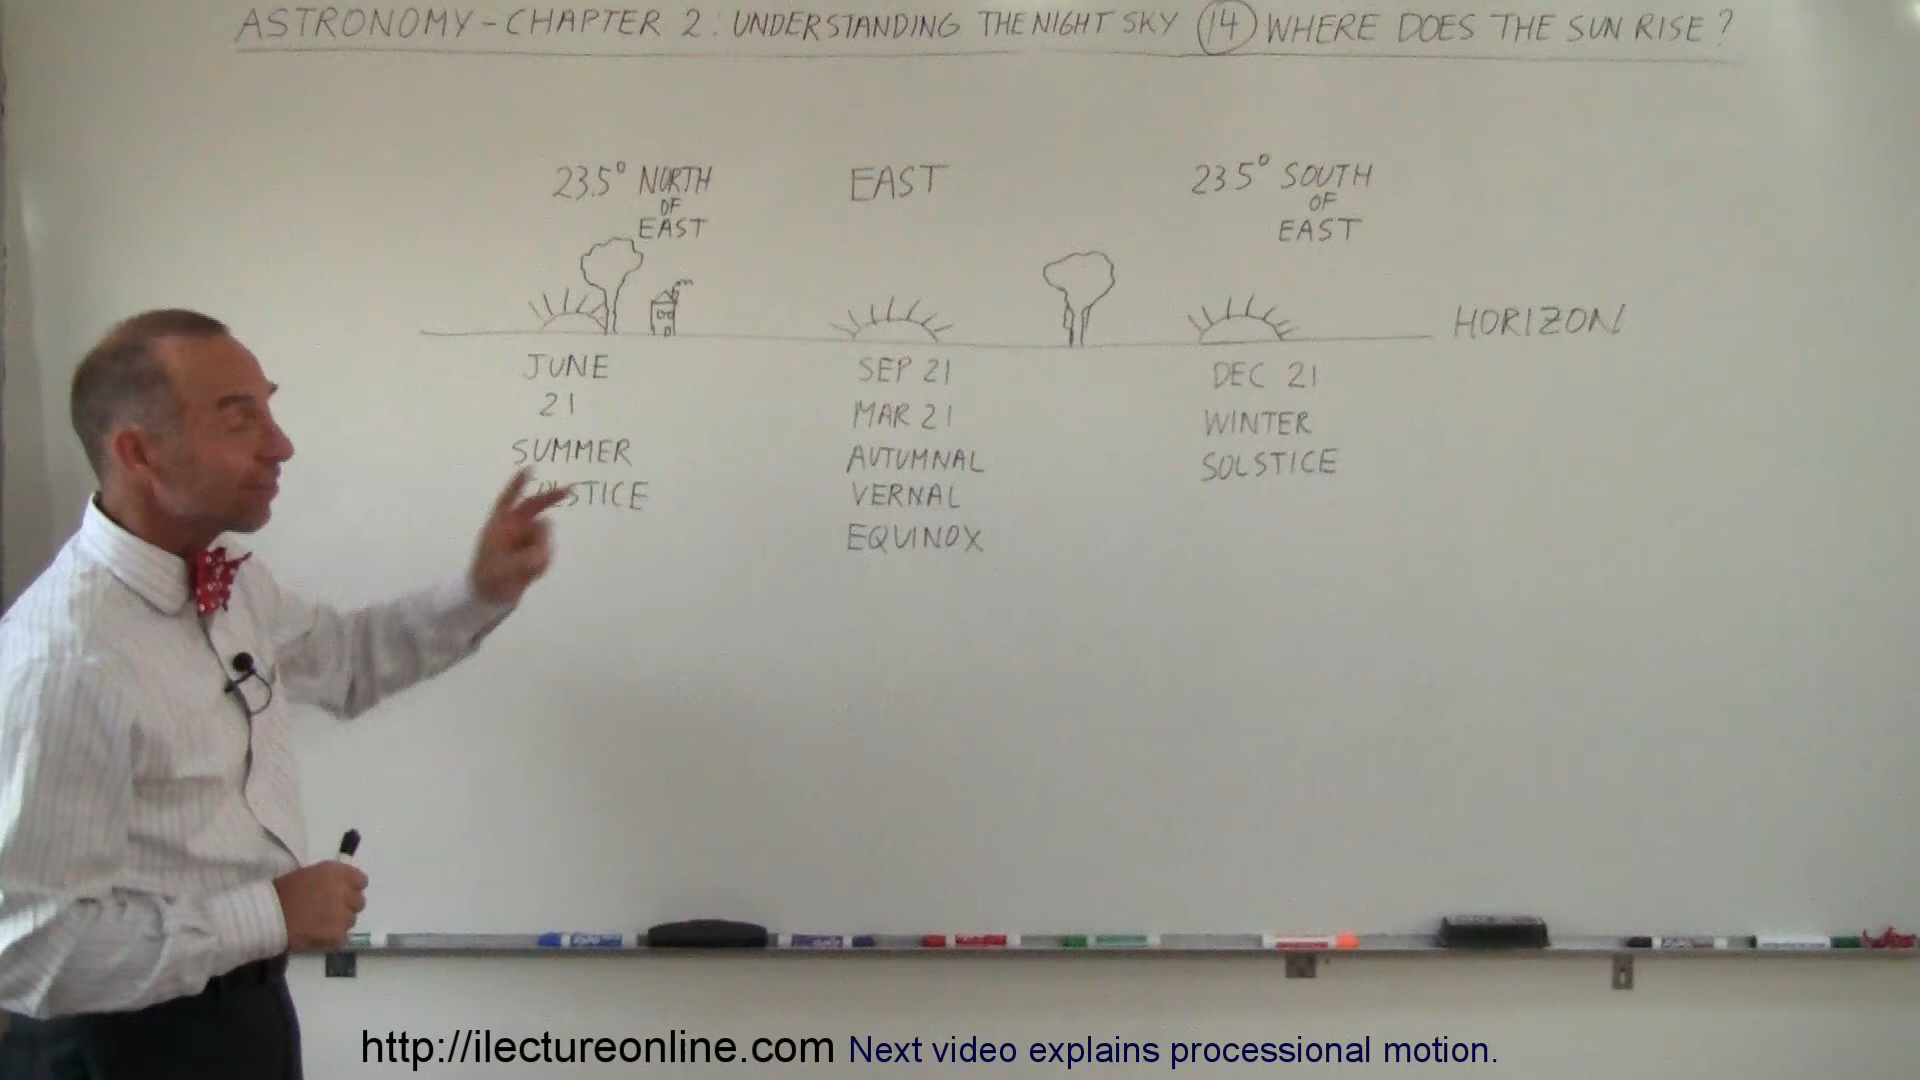 ASTRONOMY - CHAPTER 2: UNDERSTANDING THE NIGHT SKY 14 WHERE DOES THE SUN RISE?
23.5° NORTH
OF
EAST
EAST
23.5° SOUTH
OF
EAST
HORIZON
JUNE
21
SUMMER
SOLSTICE
SEP 21
MAR 21
AUTUMNAL
VERNAL
EQUINOX
DEC 21
WINTER
SOLSTICE
http://ilectureonline.com Next video explains processional motion.